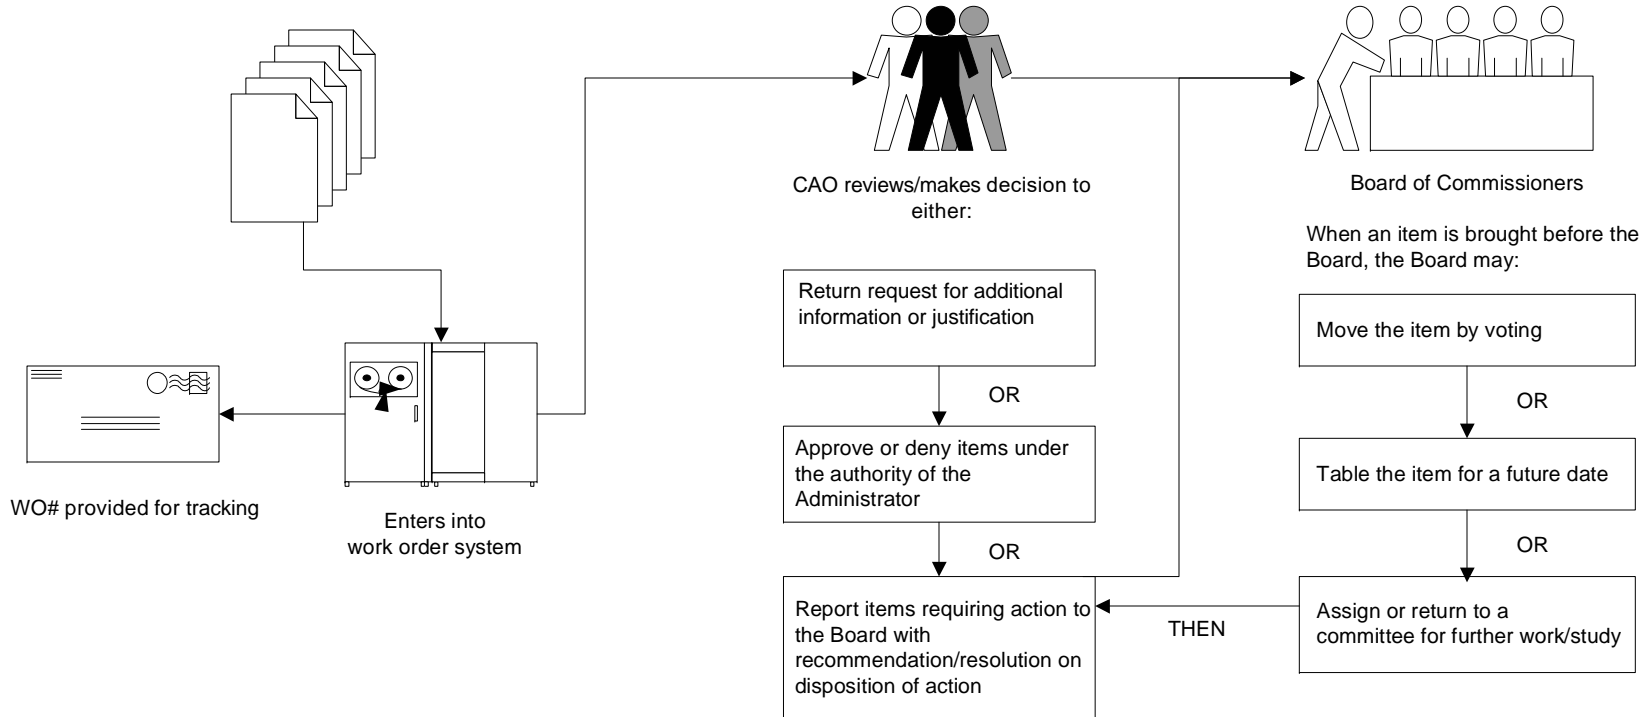 WO# provided for tracking
Enters into
work order system
CAO reviews/makes decision to
either:
Return request for additional
information or justification
OR
Approve or deny items under
the authority of the
Administrator
OR
Report items requiring action to
the Board with
recommendation/resolution on
disposition of action
Board of Commissioners
When an item is brought before the
Board, the Board may:
Move the item by voting
OR
Table the item for a future date
OR
Assign or return to a
committee for further work/study
THEN